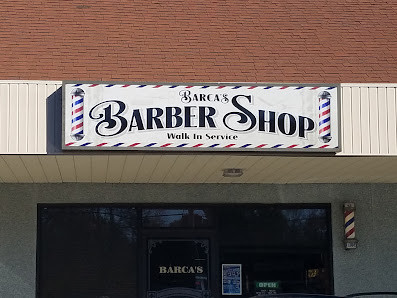 BARCA'S
BARBER SHOP
Walk In Service
BARCA'S
OPEN